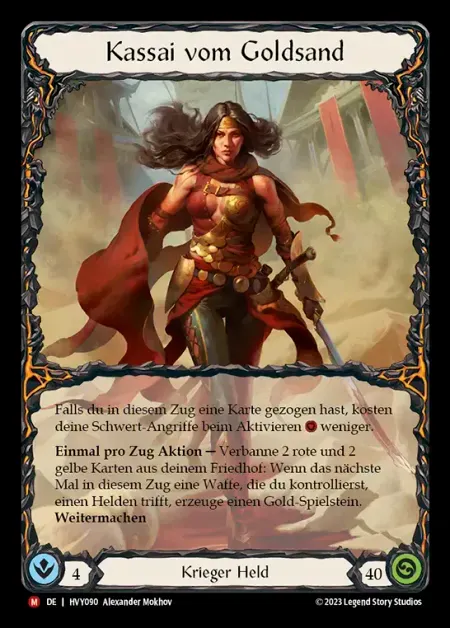 Kassai vom Goldsand
Falls du in diesem Zug eine Karte gezogen hast, kosten
deine Schwert-Angriffe beim Aktivieren weniger.
Einmal pro Zug Aktion — Verbanne 2 rote und 2
gelbe Karten aus deinem Friedhof: Wenn das nächste
Mal in diesem Zug eine Waffe, die du kontrollierst,
einen Helden trifft, erzeuge einen Gold-Spielstein.
Weitermachen
4
Krieger Held
40
M DE | HVY090 Alexander Mokhov
© 2023 Legend Story Studios